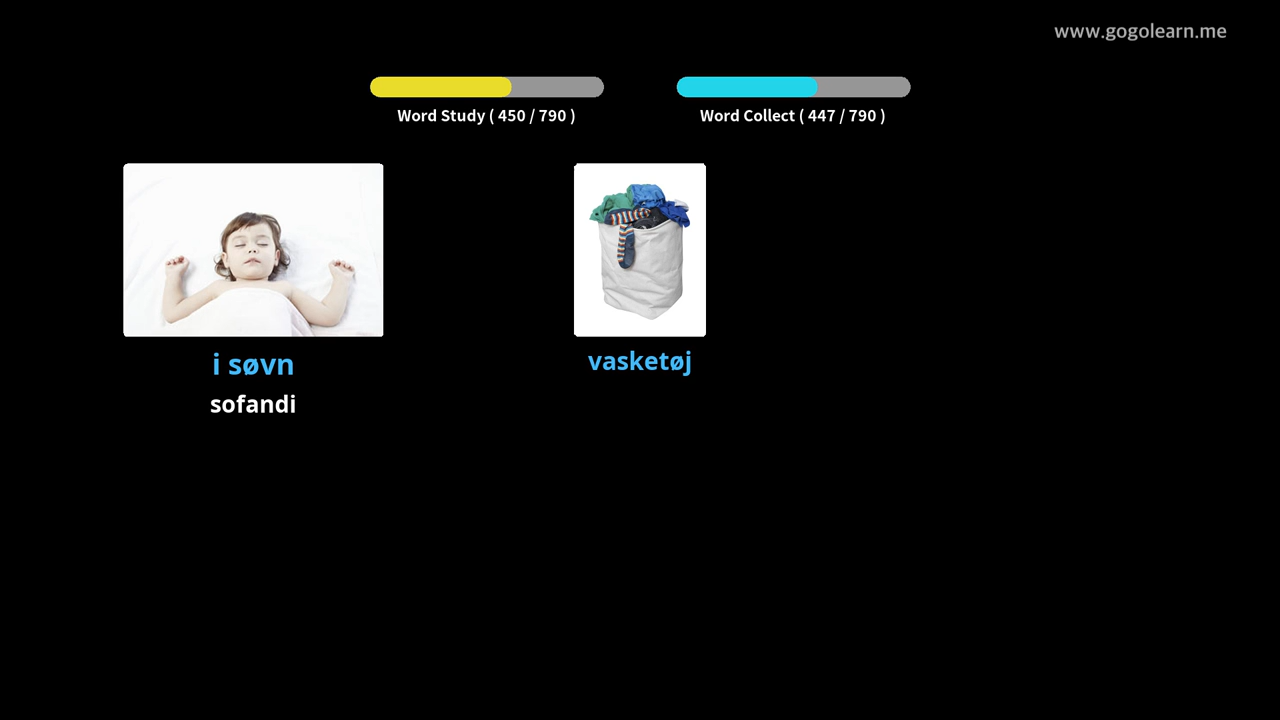 www.gogolearn.me
Word Study ( 450 / 790 )
Word Collect ( 447 / 790 )
i søvn
sofandi
vasketøj